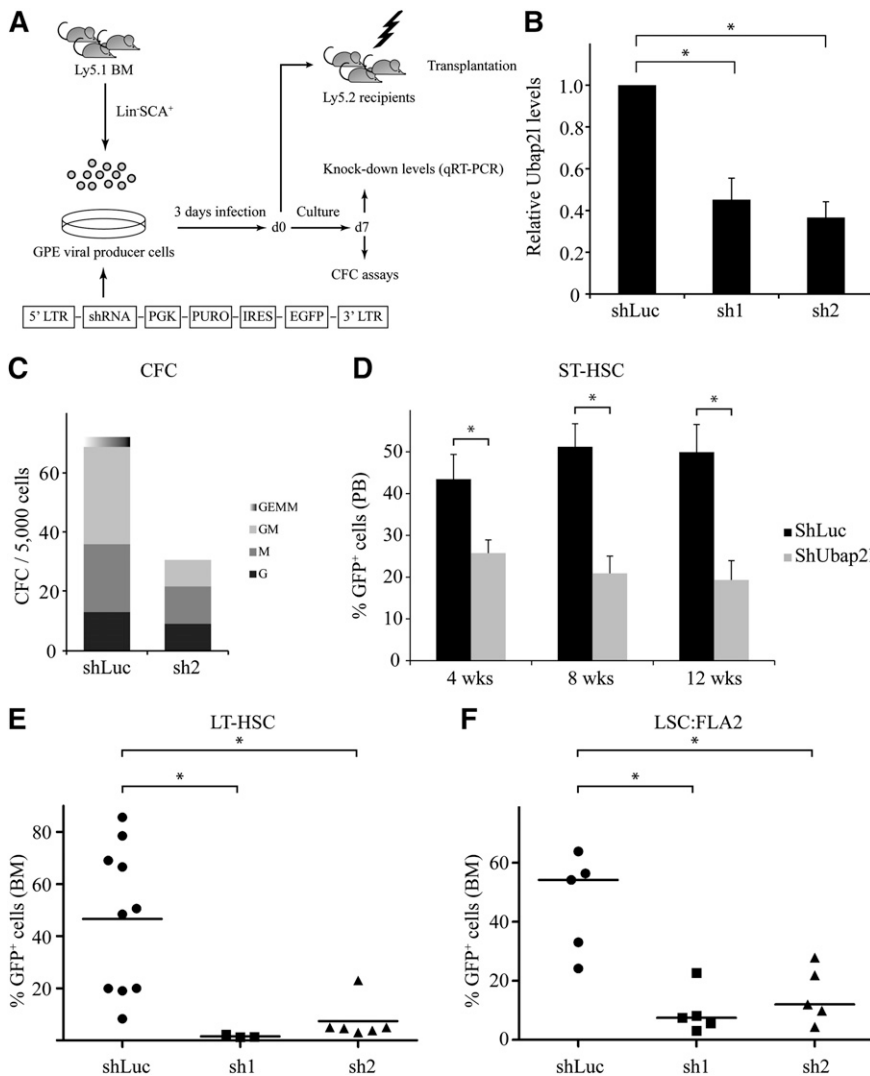 A
Ly5.1 BM
Lin-SCA+
GPE viral producer cells
3 days infection
d0
Culture
d7
Ly5.2 recipients
Transplantation
Knock-down levels (qRT-PCR)
CFC assays
5' LTR
shRNA
PGK
PURO
IRES
EGFP
3' LTR
B
Relative Ubap2l levels
1.0
0.8
0.6
0.4
0.2
0
*
*
shLuc
sh1
sh2
C
CFC
CFC / 5,000 cells
60
40
20
0
shLuc
sh2
GEMM
GM
M
G
D
ST-HSC
% GFP+ cells (PB)
50
40
30
20
10
0
*
*
*
4 wks
8 wks
12 wks
ShLuc
ShUbap2l
E
LT-HSC
*
*
% GFP+ cells (BM)
80
60
40
20
shLuc
sh1
sh2
F
LSC:FLA2
*
*
% GFP+ cells (BM)
60
40
20
0
shLuc
sh1
sh2